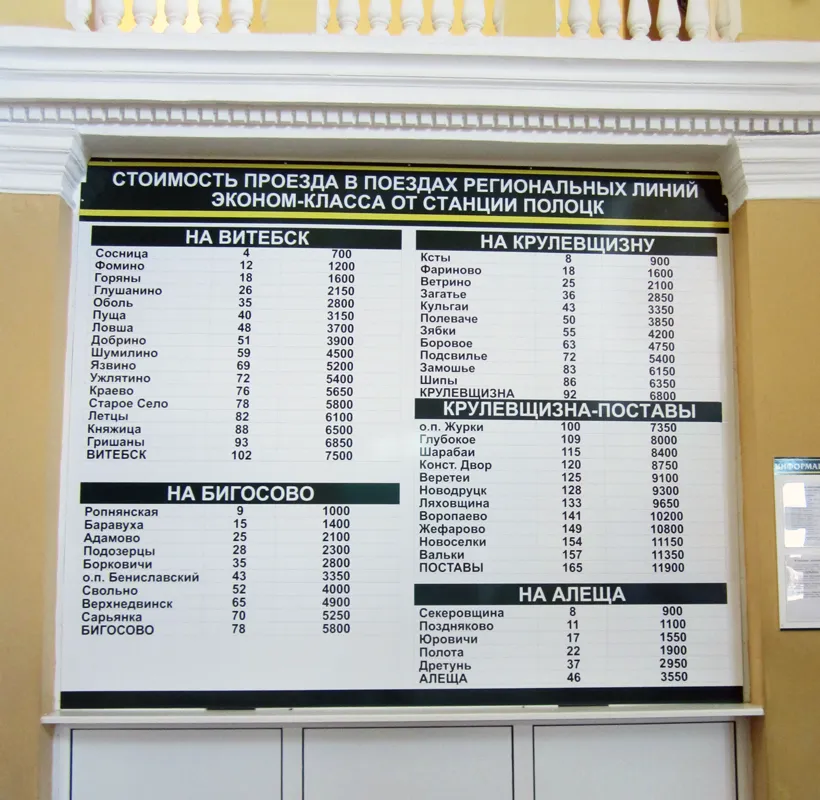 СТОИМОСТЬ ПРОЕЗДА В ПОЕЗДАХ РЕГИОНАЛЬНЫХ ЛИНИЙ
ЭКОНОМ-КЛАССА ОТ СТАНЦИИ ПОЛОЦК
НА ВИТЕБСК
Сосница 4 700
Фомино 12 1200
Горяны 18 1600
Глушанино 26 2150
Оболь 35 2800
Пуща 40 3150
Ловша 48 3700
Добрино 51 3900
Шумилино 59 4500
Язвино 69 5200
Ужлятино 72 5400
Краево 76 5650
Старое Село 78 5800
Летцы 82 6100
Княжица 88 6500
Гришаны 93 6850
ВИТЕБСК 102 7500
НА БИГОСОВО
Ропнянская 9 1000
Баравуха 15 1400
Адамово 25 2100
Подозерцы 28 2300
Борковичи 35 2800
о.п. Бениславский 43 3350
Свольно 52 4000
Верхнедвинск 65 4900
Сарьянка 70 5250
БИГОСОВО 78 5800
НА КРУЛЕВЩИЗНУ
Ксты 8 900
Фариново 18 1600
Ветрино 25 2100
Загатье 36 2850
Кульгаи 43 3350
Полеваче 50 3850
Зябки 55 4200
Боровое 63 4750
Подсвилье 72 5400
Замошье 83 6150
Шипы 86 6350
КРУЛЕВЩИЗНА 92 6800
КРУЛЕВЩИЗНА-ПОСТАВЫ
о.п. Журки 100 7350
Глубокое 109 8000
Шарабаи 115 8400
Конст. Двор 120 8750
Веретеи 125 9100
Новодруцк 128 9300
Ляховщина 133 9650
Воропаево 141 10200
Жефарово 149 10800
Новоселки 154 11150
Вальки 157 11350
ПОСТАВЫ 165 11900
НА АЛЕЩА
Секеровщина 8 900
Поздняково 11 1100
Юровичи 17 1550
Полота 22 1900
Дретунь 37 2950
АЛЕЩА 46 3550